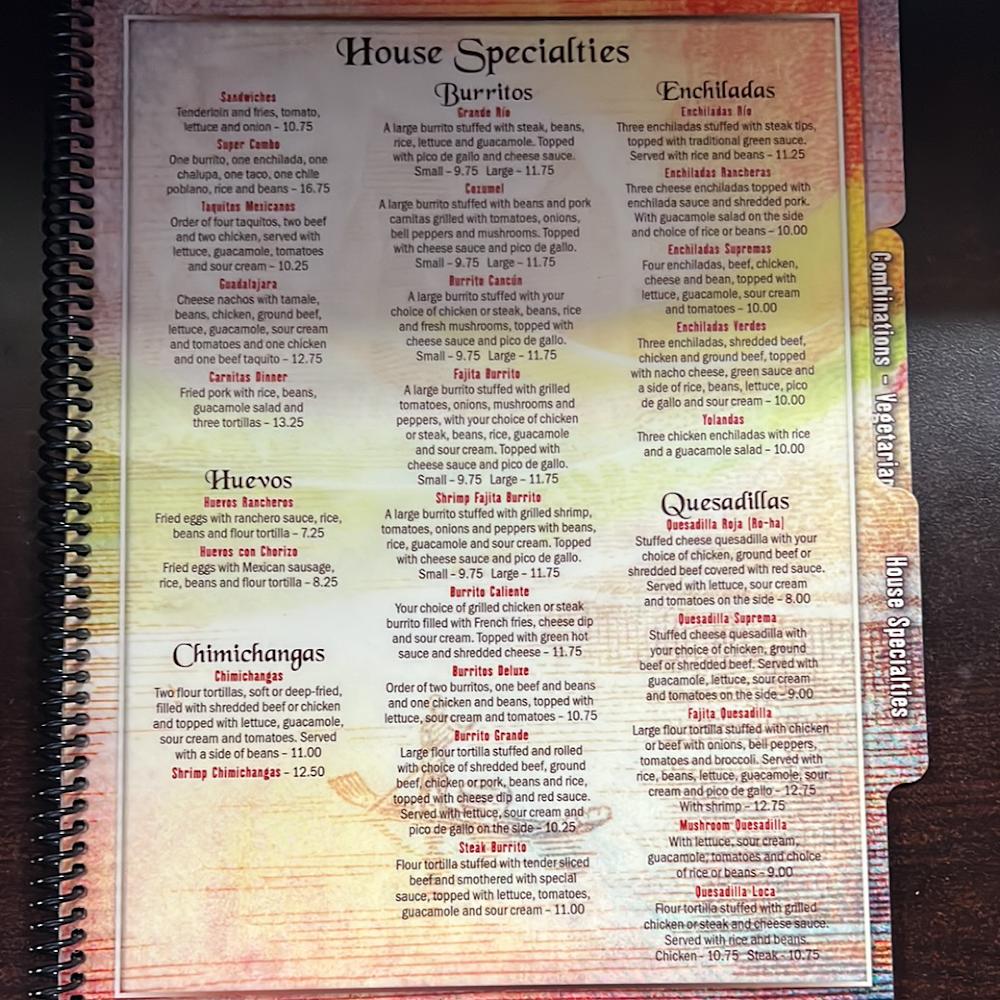 House Specialties
Sandwiches
Tenderloin and fries, tomato,
lettuce and onion - 10.75
Super Combo
One burrito, one enchilada, one
chalupa, one taco, one chile
poblano, rice and beans - 16.75
Taquitos Mexicanos
Order of four taquitos, two beef
and two chicken, served with
lettuce, guacamole, tomatoes
and sour cream - 10.25
Guadalajara
Cheese nachos with tamale,
beans, chicken, ground beef,
lettuce, guacamole, sour cream
and tomatoes and one chicken
and one beef taquito - 12.75
Carnitas Dinner
Fried pork with rice, beans,
guacamole salad and
three tortillas - 13.25
Huevos
Huevos Rancheros
Fried eggs with ranchero sauce, rice,
beans and flour tortilla - 7.25
Huevos con Chorizo
Fried eggs with Mexican sausage,
rice, beans and flour tortilla - 8.25
Chimichangas
Chimichangas
Two flour tortillas, soft or deep-fried,
filled with shredded beef or chicken
and topped with lettuce, guacamole,
sour cream and tomatoes. Served
with a side of beans - 11.00
Shrimp Chimichangas - 12.50
Burritos
Grande Río
A large burrito stuffed with steak, beans,
rice, lettuce and guacamole. Topped
with pico de gallo and cheese sauce.
Small - 9.75 Large - 11.75
Cozumel
A large burrito stuffed with beans and pork
carnitas grilled with tomatoes, onions,
bell peppers and mushrooms. Topped
with cheese sauce and pico de gallo.
Small - 9.75 Large - 11.75
Burrito Cancún
A large burrito stuffed with your
choice of chicken or steak, beans, rice
and fresh mushrooms, topped with
cheese sauce and pico de gallo.
Small - 9.75 Large - 11.75
Fajita Burrito
A large burrito stuffed with grilled
tomatoes, onions, mushrooms and
peppers, with your choice of chicken
or steak, beans, rice, guacamole
and sour cream. Topped with
cheese sauce and pico de gallo.
Small - 9.75 Large - 11.75
Shrimp Fajita Burrito
A large burrito stuffed with grilled shrimp,
tomatoes, onions and peppers with beans,
rice, guacamole and sour cream. Topped
with cheese sauce and pico de gallo.
Small - 9.75 Large - 11.75
Burrito Caliente
Your choice of grilled chicken or steak
burrito filled with French fries, cheese dip
and sour cream. Topped with green hot
sauce and shredded cheese - 11.75
Burritos Deluxe
Order of two burritos, one beef and beans
and one chicken and beans, topped with
lettuce, sour cream and tomatoes - 10.75
Burrito Grande
Large flour tortilla stuffed and rolled
with choice of shredded beef, ground
beef, chicken or pork, beans and rice,
topped with cheese dip and red sauce.
Served with lettuce, sour cream and
pico de gallo on the side - 10.25
Steak Burrito
Flour tortilla stuffed with tender sliced
beef and smothered with special
sauce, topped with lettuce, tomatoes,
guacamole and sour cream - 11.00
Enchiladas
Enchiladas Río
Three enchiladas stuffed with steak tips,
topped with traditional green sauce.
Served with rice and beans - 11.25
Enchiladas Rancheras
Three cheese enchiladas topped with
enchilada sauce and shredded pork.
With guacamole salad on the side
and choice of rice or beans - 10.00
Enchiladas Supremas
Four enchiladas, beef, chicken,
cheese and bean, topped with
lettuce, guacamole, sour cream
and tomatoes - 10.00
Enchiladas Verdes
Three enchiladas, shredded beef,
chicken and ground beef, topped
with nacho cheese, green sauce and
a side of rice, beans, lettuce, pico
de gallo and sour cream - 10.00
Yolandas
Three chicken enchiladas with rice
and a guacamole salad - 10.00
Quesadillas
Quesadilla Roja (Ro-ha)
Stuffed cheese quesadilla with your
choice of chicken, ground beef or
shredded beef covered with red sauce.
Served with lettuce, sour cream
and tomatoes on the side - 8.00
Quesadilla Suprema
Stuffed cheese quesadilla with
your choice of chicken, ground
beef or shredded beef. Served with
guacamole, lettuce, sour cream
and tomatoes on the side - 9.00
Fajita Quesadilla
Large flour tortilla stuffed with chicken
or beef with onions, bell peppers,
tomatoes and broccoli. Served with
rice, beans, lettuce, guacamole, sour
cream and pico de gallo - 12.75
With shrimp - 12.75
Mushroom Quesadilla
With lettuce, sour cream,
guacamole, tomatoes and choice
of rice or beans - 9.00
Quesadilla Loca
Flour tortilla stuffed with grilled
chicken or steak and cheese sauce.
Served with rice and beans.
Chicken - 10.75 Steak - 10.75
Combinations - Vegetarian
House Specialties